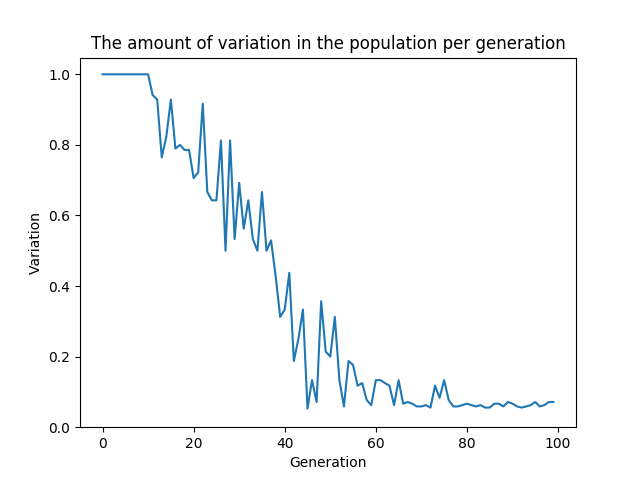 The amount of variation in the population per generation
1.0
0.8
0.6
0.4
0.2
0.0
Variation
0 20 40 60 80 100
Generation